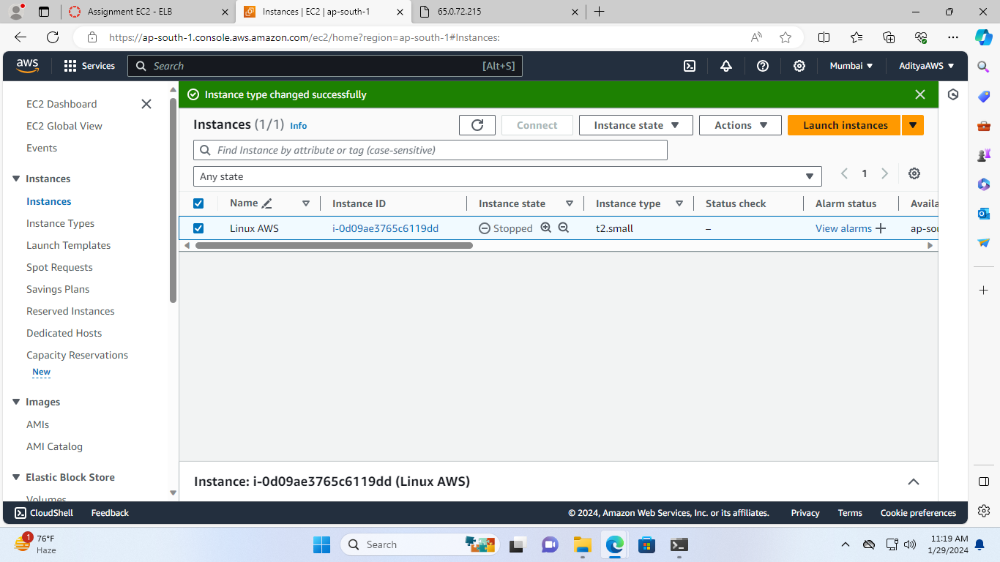 Assignment EC2 - ELB
Instances | EC2 | ap-south-1
65.0.72.215
https://ap-south-1.console.aws.amazon.com/ec2/home?region=ap-south-1#Instances:
aws
Services
Search
[Alt+S]
Mumbai
AdityaAWS
EC2 Dashboard
EC2 Global View
Events
Instances
Instances
Instance Types
Launch Templates
Spot Requests
Savings Plans
Reserved Instances
Dedicated Hosts
Capacity Reservations
New
Images
AMIs
AMI Catalog
Elastic Block Store
Volumes
Instance type changed successfully
Instances (1/1) Info
Connect
Instance state
Actions
Launch instances
Find Instance by attribute or tag (case-sensitive)
Any state
1
Name Instance ID Instance state Instance type Status check Alarm status Availa
Linux AWS i-0d09ae3765c6119dd Stopped t2.small – View alarms ap-sou
Instance: i-0d09ae3765c6119dd (Linux AWS)
CloudShell Feedback © 2024, Amazon Web Services, Inc. or its affiliates. Privacy Terms Cookie preferences
1
76°F
Haze
Search
11:19 AM
1/29/2024